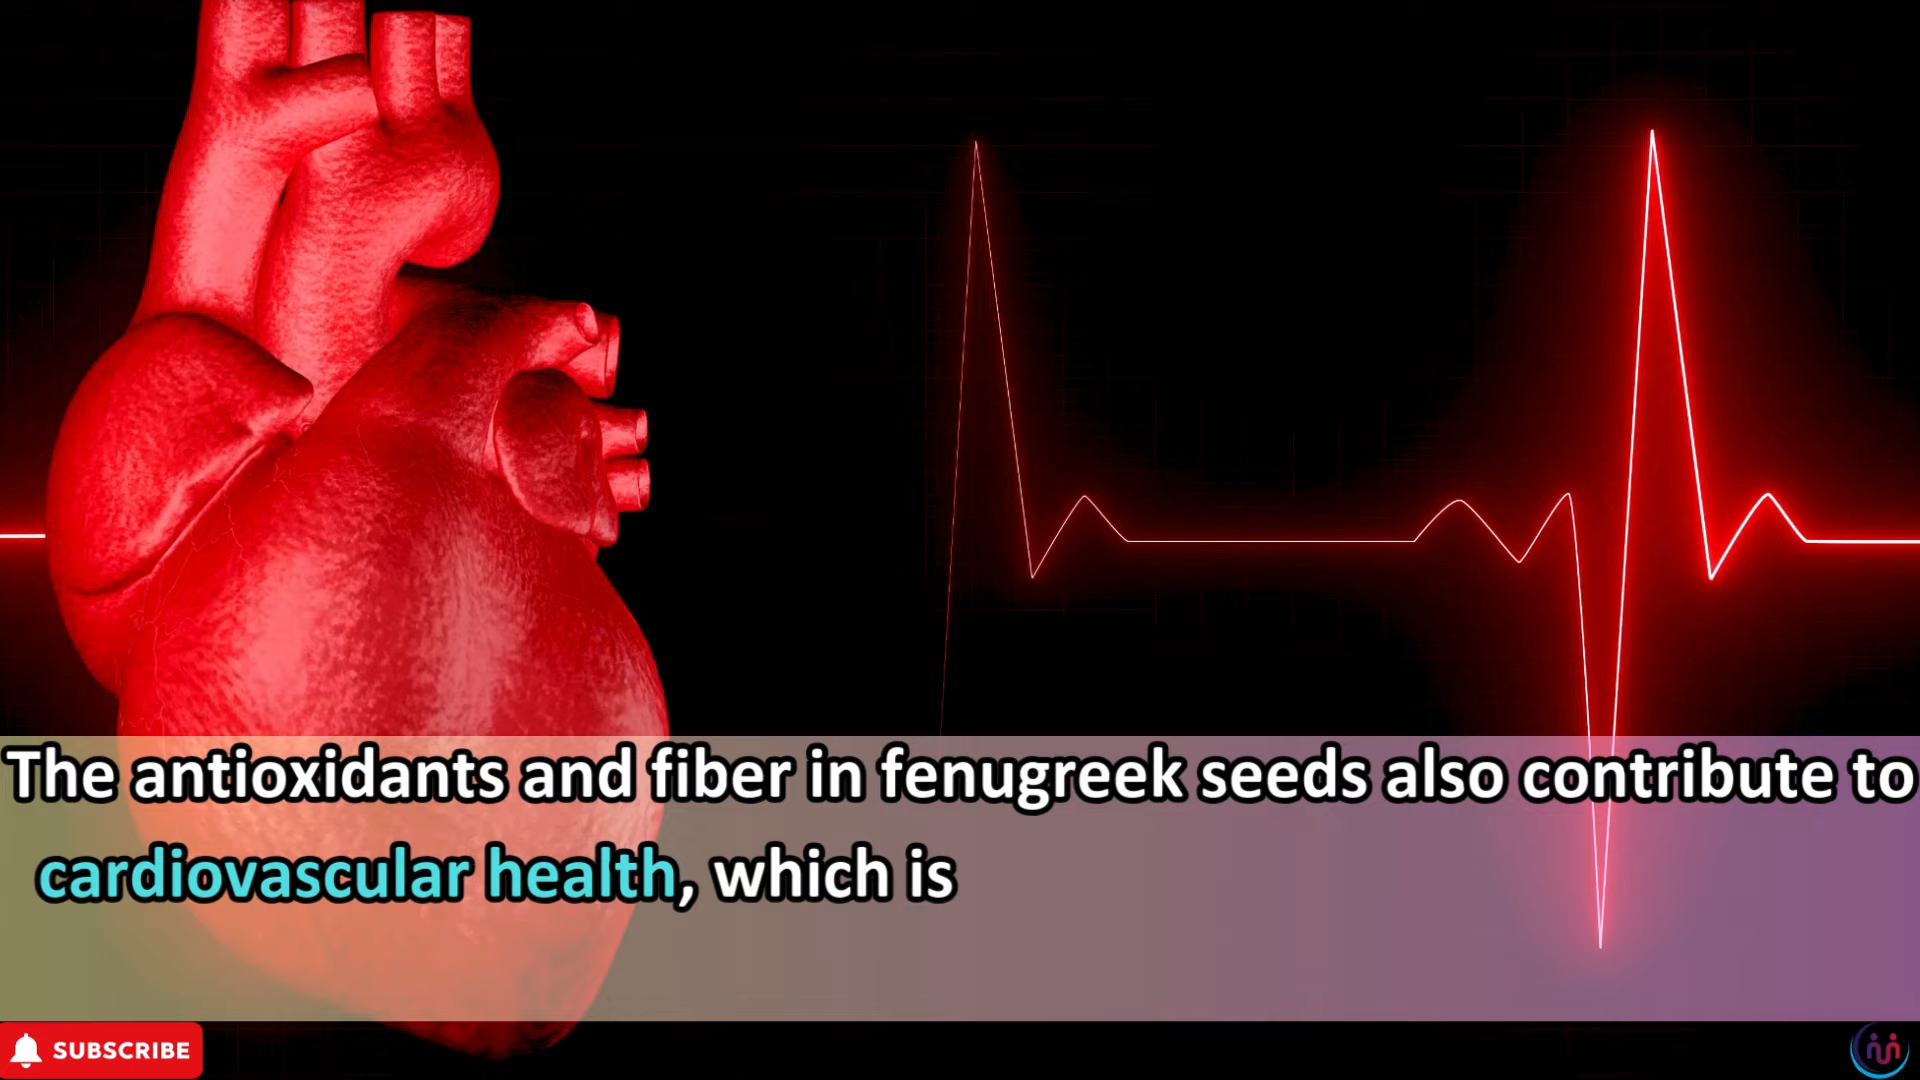 The antioxidants and fiber in fenugreek seeds also contribute to
cardiovascular health, which is
SUBSCRIBE